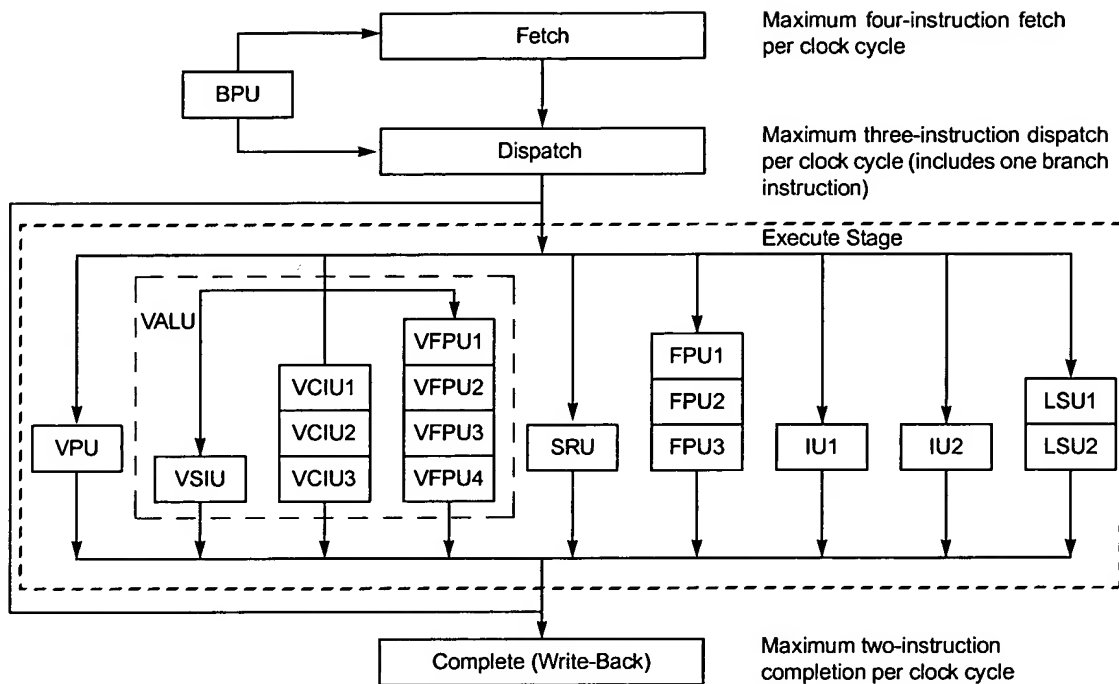 Fetch
Maximum four-instruction fetch
per clock cycle
BPU
Dispatch
Maximum three-instruction dispatch
per clock cycle (includes one branch
instruction)
Execute Stage
VALU
VPU
VSIU
VCIU1
VCIU2
VCIU3
VFPU1
VFPU2
VFPU3
VFPU4
SRU
FPU1
FPU2
FPU3
IU1
IU2
LSU1
LSU2
Complete (Write-Back)
Maximum two-instruction
completion per clock cycle